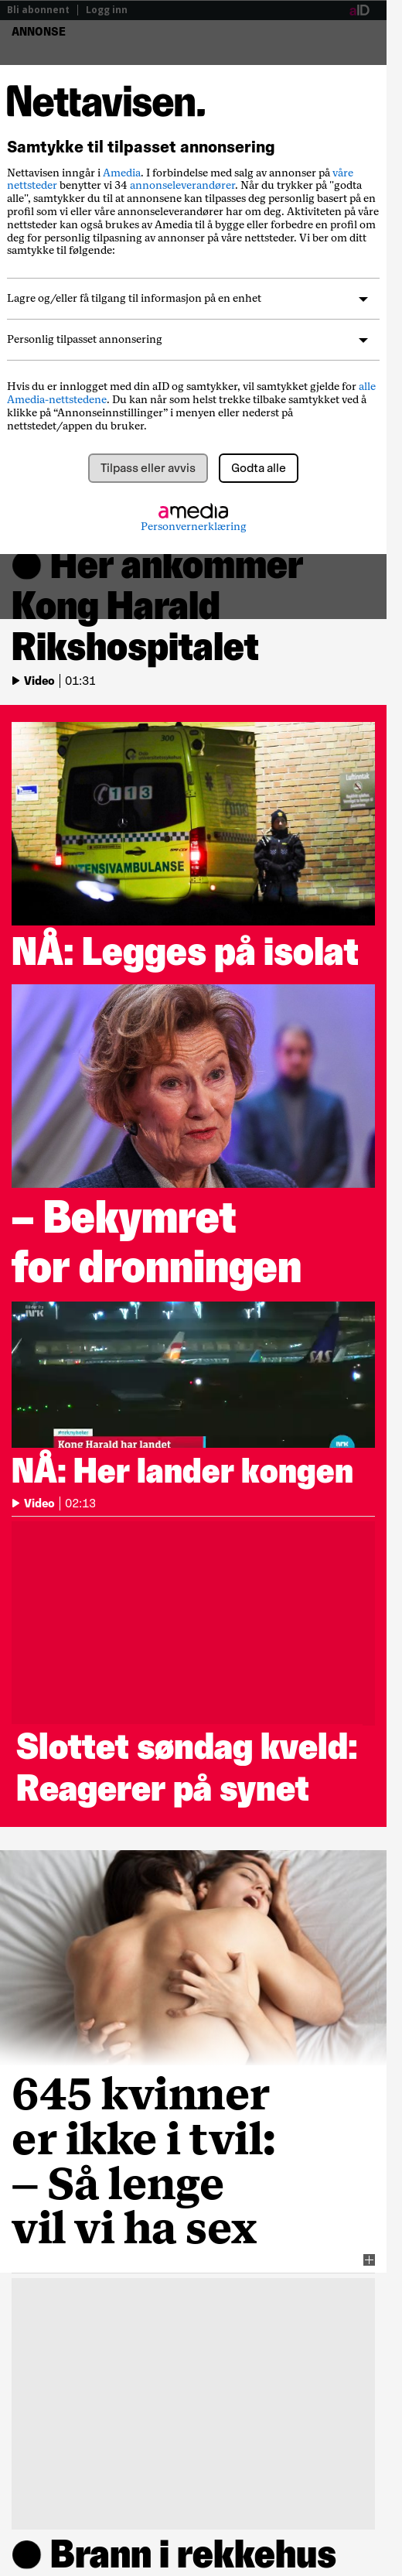 Bli abonnent | Logg inn
aID
ANNONSE
Nettavisen.
Samtykke til tilpasset annonsering
Nettavisen ingår i Amedia. I forbindelse med salg av annonser på våre
nettsteder benytter vi 34 annonseleverandører. Når du trykker på "godta
alle", samtykker du til at annonsene kan tilpasses deg personlig basert på en
profil som vi eller våre annonseleverandører har om deg. Aktiviteten på våre
nettsteder kan også brukes av Amedia til å bygge eller forbedre en profil om
deg for personlig tilpasning av annonser på våre nettsteder. Vi ber om ditt
samtykke til følgende:
Lagre og/eller få tilgang til informasjon på en enhet
Personlig tilpasset annonsering
Hvis du er innlogget med din aID og samtykker, vil samtykket gjelde for alle
Amedia-nettstedene. Du kan når som helst trekke tilbake samtykket ved å
klikke på “Annonseinnstillinger” i menyen eller nederst på
nettstedet/appen du bruker.
Tilpass eller avvis
Godta alle
amedia
Personvernerklæring
Her ankommer
Kong Harald
Rikshospitalet
Video | 01:31
300
113
INTENSIVAMBULANSE
NÅ: Legges på isolat
– Bekymret
for dronningen
NRK
SAS
Kong Harald har landet
NRK
NÅ: Her lander kongen
Video | 02:13
Slottet søndag kveld:
Reagerer på synet
645 kvinner
er ikke i tvil:
– Så lenge
vil vi ha sex
Brann i rekkehus